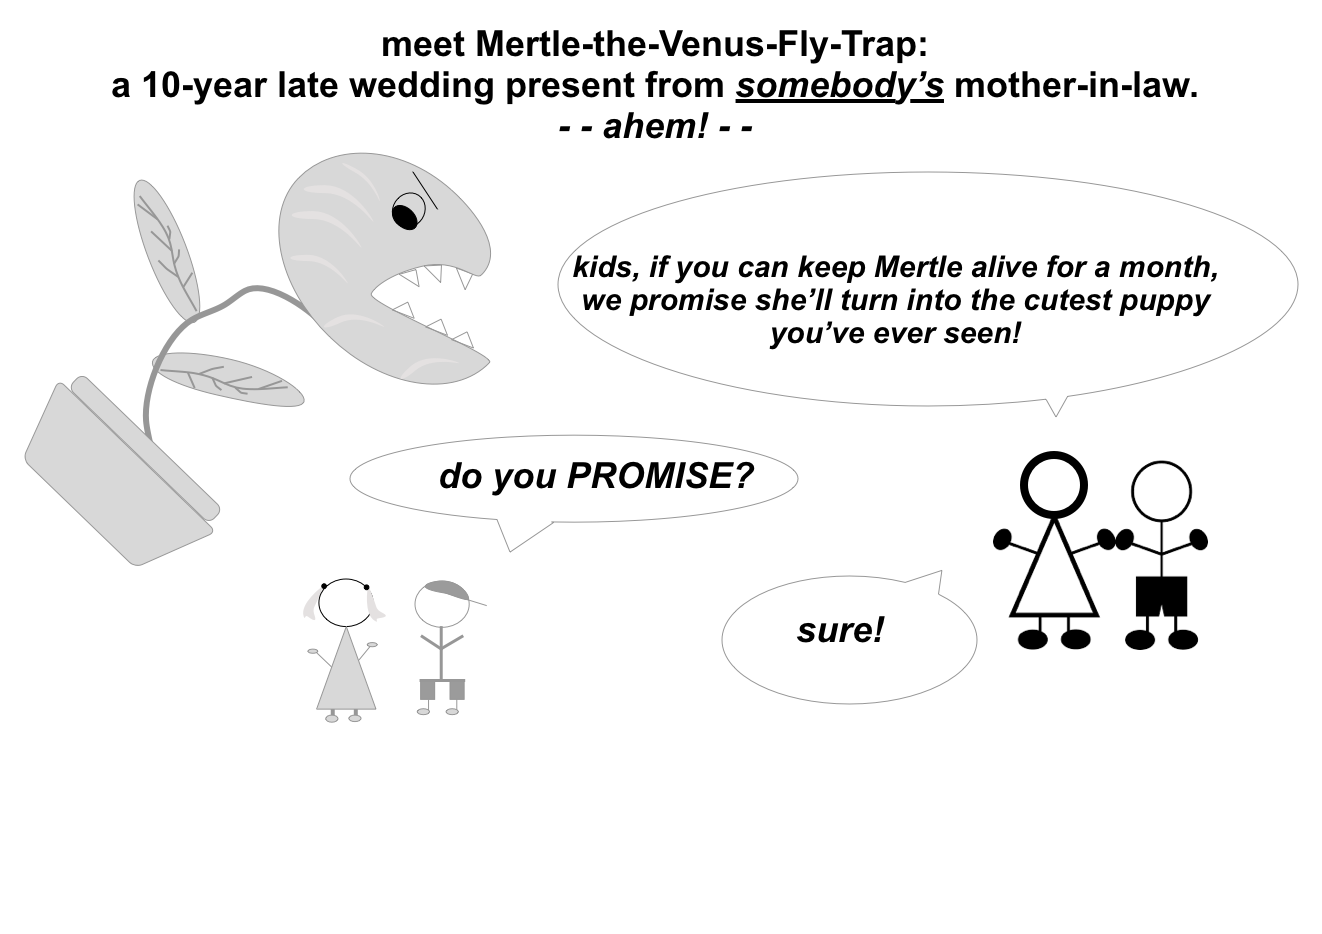 meet Mertle-the-Venus-Fly-Trap:
a 10-year late wedding present from somebody’s mother-in-law.
- - ahem! - -
kids, if you can keep Mertle alive for a month,
we promise she’ll turn into the cutest puppy
you’ve ever seen!
do you PROMISE?
sure!